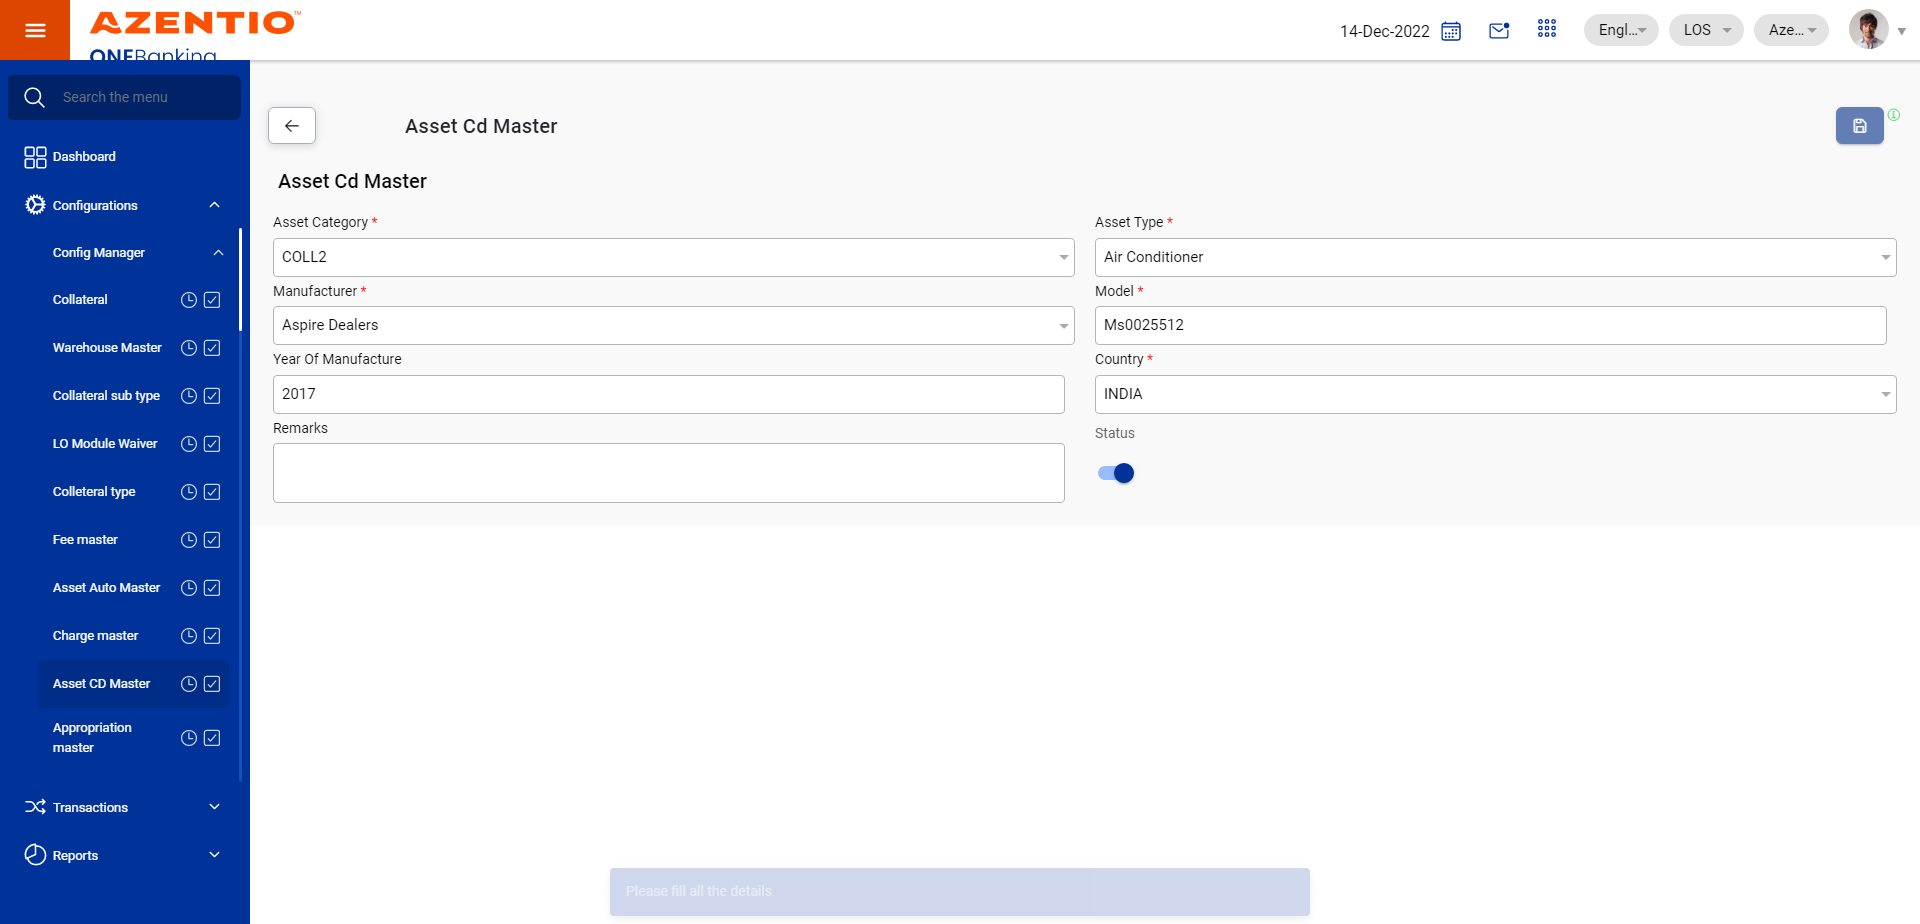 AZENTIO™
ONEBanking
14-Dec-2022
Engl...
LOS
Aze...
Search the menu
Dashboard
Configurations
Config Manager
Collateral
Warehouse Master
Collateral sub type
LO Module Waiver
Colleteral type
Fee master
Asset Auto Master
Charge master
Asset CD Master
Appropriation
master
Transactions
Reports
Asset Cd Master
Asset Cd Master
Asset Category *
COLL2
Asset Type *
Air Conditioner
Manufacturer *
Aspire Dealers
Model *
Ms0025512
Year Of Manufacture
2017
Country *
INDIA
Remarks
Status
Please fill all the details